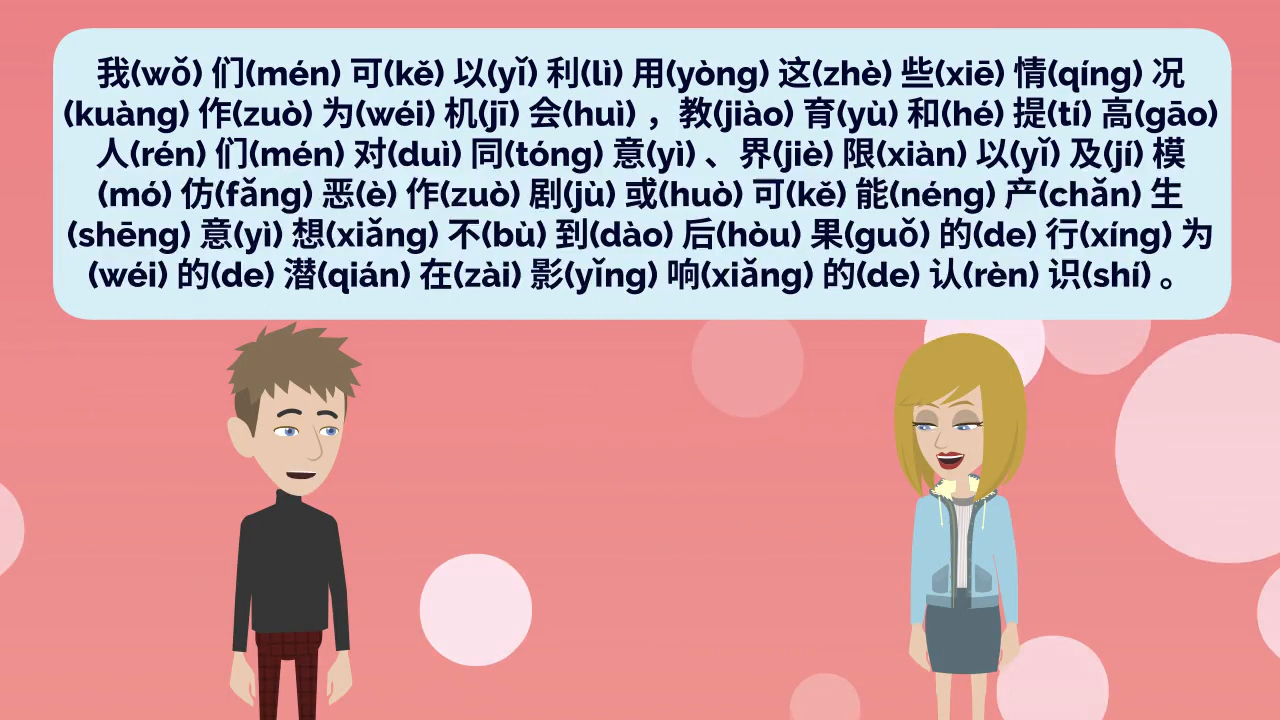 我(wǒ) 们(mén) 可(kě) 以(yǐ) 利(lì) 用(yòng) 这(zhè) 些(xiē) 情(qíng) 况
(kuàng) 作(zuò) 为(wéi) 机(jī) 会(huì) ，教(jiào) 育(yù) 和(hé) 提(tí) 高(gāo)
人(rén) 们(mén) 对(duì) 同(tóng) 意(yì) 、界(jiè) 限(xiàn) 以(yǐ) 及(jí) 模
(mó) 仿(fǎng) 恶(è) 作(zuò) 剧(jù) 或(huò) 可(kě) 能(néng) 产(chǎn) 生
(shēng) 意(yì) 想(xiǎng) 不(bù) 到(dào) 后(hòu) 果(guǒ) 的(de) 行(xíng) 为
(wéi) 的(de) 潜(qián) 在(zài) 影(yǐng) 响(xiǎng) 的(de) 认(rèn) 识(shí) 。